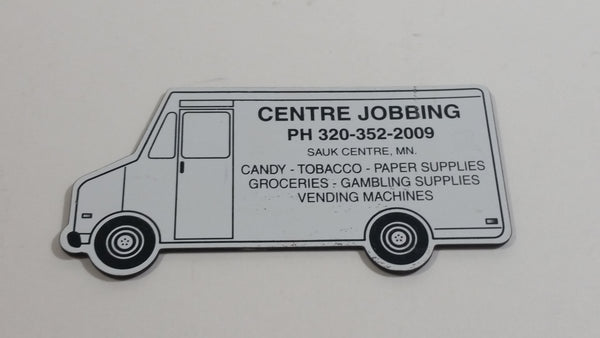 CENTRE JOBBING
PH 320-352-2009
SAUK CENTRE, MN.
CANDY - TOBACCO - PAPER SUPPLIES
GROCERIES - GAMBLING SUPPLIES
VENDING MACHINES